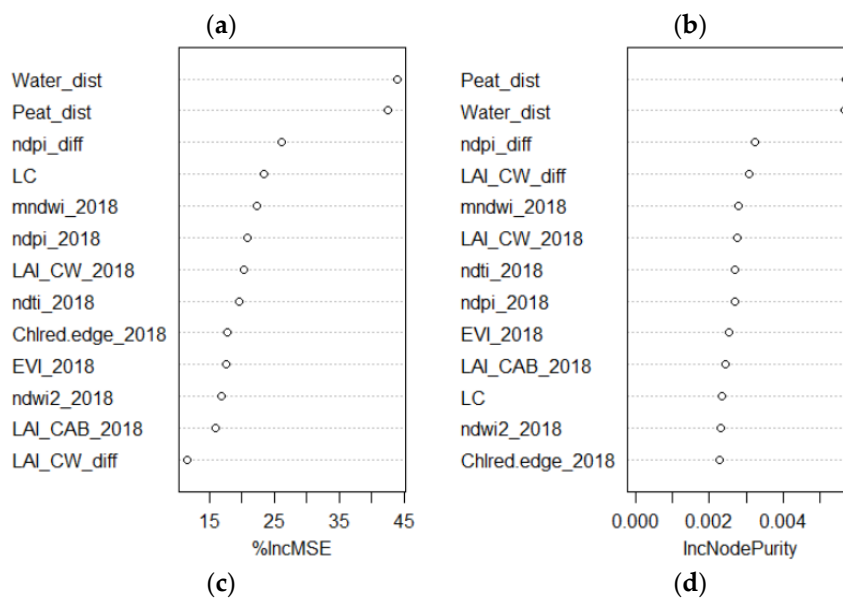 (a)
(b)
Water_dist
Peat_dist
ndpi_diff
LC
mndwi_2018
ndpi_2018
LAI_CW_2018
ndti_2018
Chlred.edge_2018
EVI_2018
ndwi2_2018
LAI_CAB_2018
LAI_CW_diff
15 25 35 45
%IncMSE
(c)
Peat_dist
Water_dist
ndpi_diff
LAI_CW_diff
mndwi_2018
LAI_CW_2018
ndti_2018
ndpi_2018
EVI_2018
LAI_CAB_2018
LC
ndwi2_2018
Chlred.edge_2018
0.000 0.002 0.004
IncNodePurity
(d)